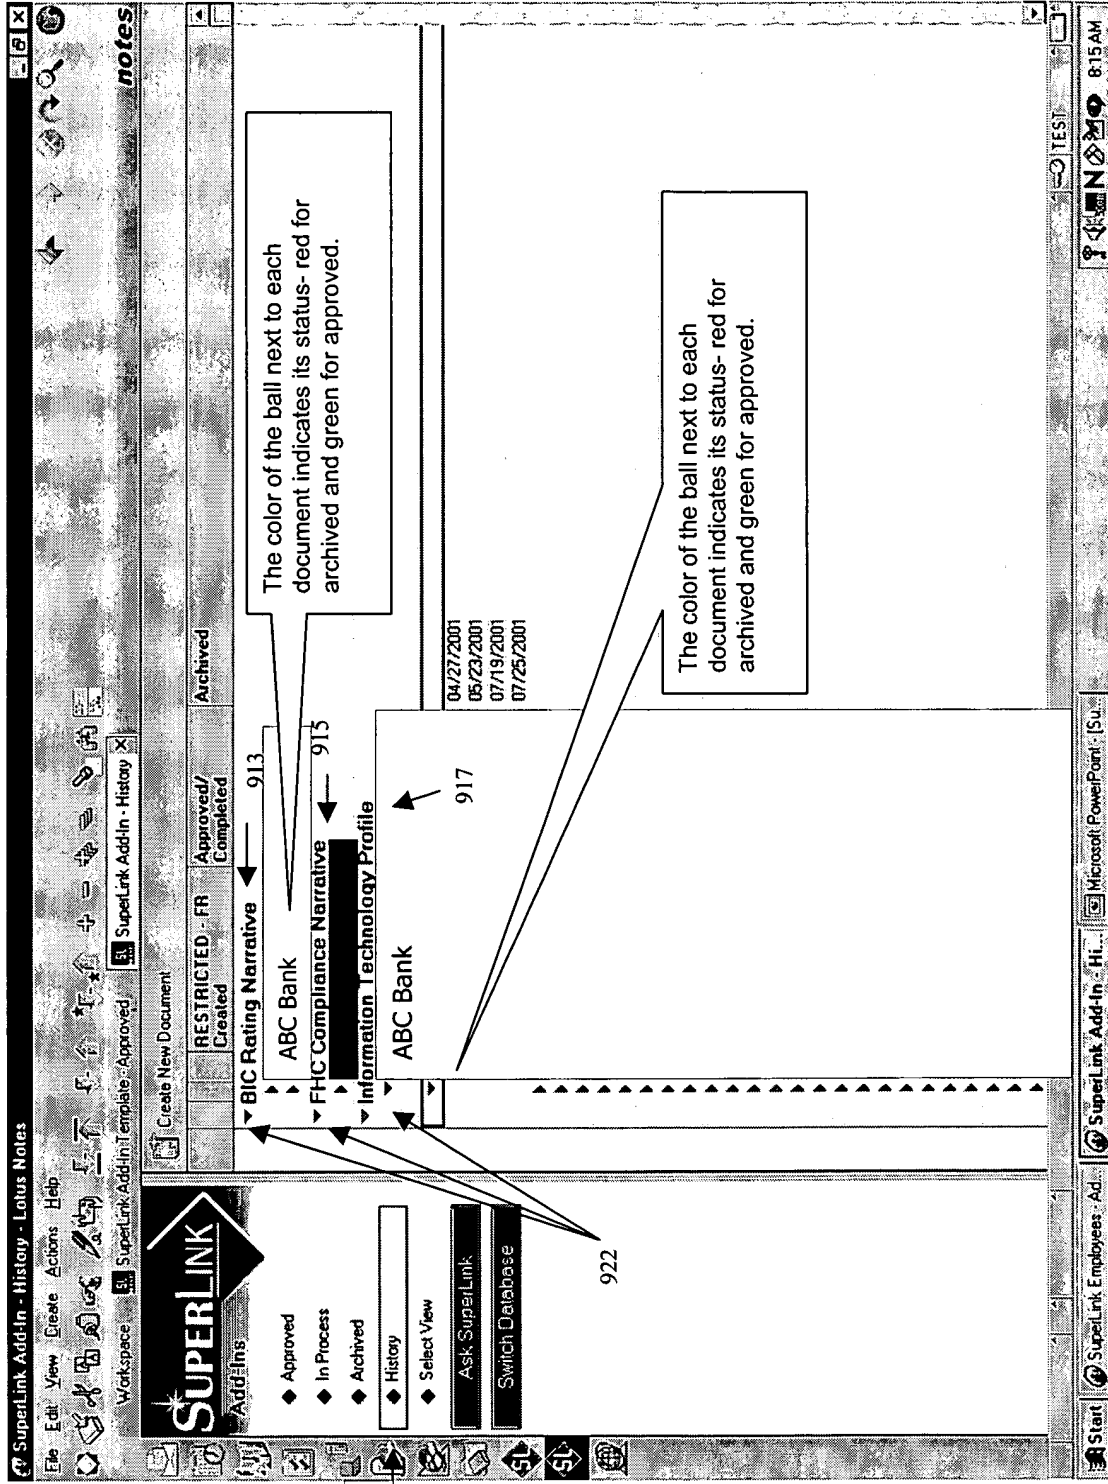 SuperLink Add-In - History - Lotus Notes
File Edit View Create Actions Help
Workspace SuperLink Add-In Template - Approved SuperLink Add-In - History
notes
SUPERLINK
Add-Ins
Approved
In Process
Archived
History
Select View
Ask SuperLink
Switch Database
Create New Document
RESTRICTED - FR
Created
Approved/
Completed
Archived
BIC Rating Narrative
913
ABC Bank
FHC Compliance Narrative
915
Information Technology Profile
917
ABC Bank
04/27/2001
05/23/2001
07/19/2001
07/25/2001
The color of the ball next to each
document indicates its status- red for
archived and green for approved.
The color of the ball next to each
document indicates its status- red for
archived and green for approved.
922
TEST
Start SuperLink Employees - Ad... SuperLink Add-In - Hi... Microsoft PowerPoint - [Su... 8:15 AM